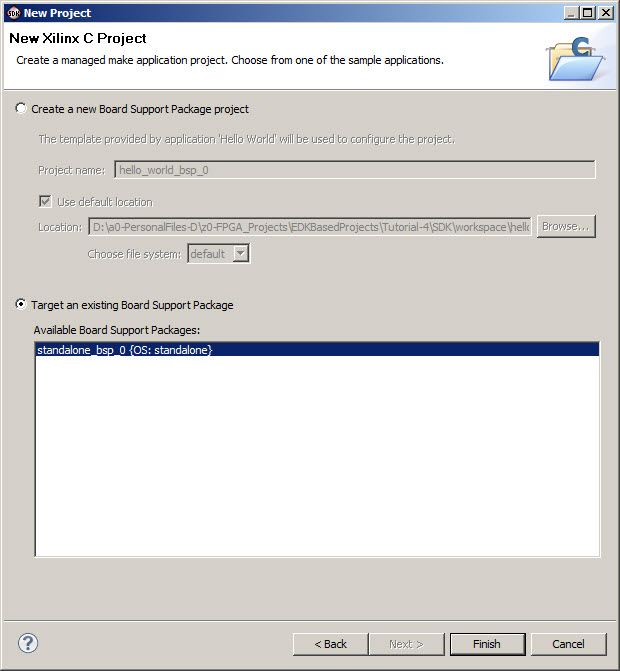 SDK New Project
New Xilinx C Project
Create a managed make application project. Choose from one of the sample applications.
C
Create a new Board Support Package project
The template provided by application 'Hello World' will be used to configure the project.
Project name: hello_world_bsp_0
Use default location
Location: D:\a0-PersonalFiles-D\z0-FPGA_Projects\EDKBasedProjects\Tutorial-4\SDK\workspace\hello Browse...
Choose file system: default
Target an existing Board Support Package
Available Board Support Packages:
standalone_bsp_0 {OS: standalone}
? < Back Next > Finish Cancel